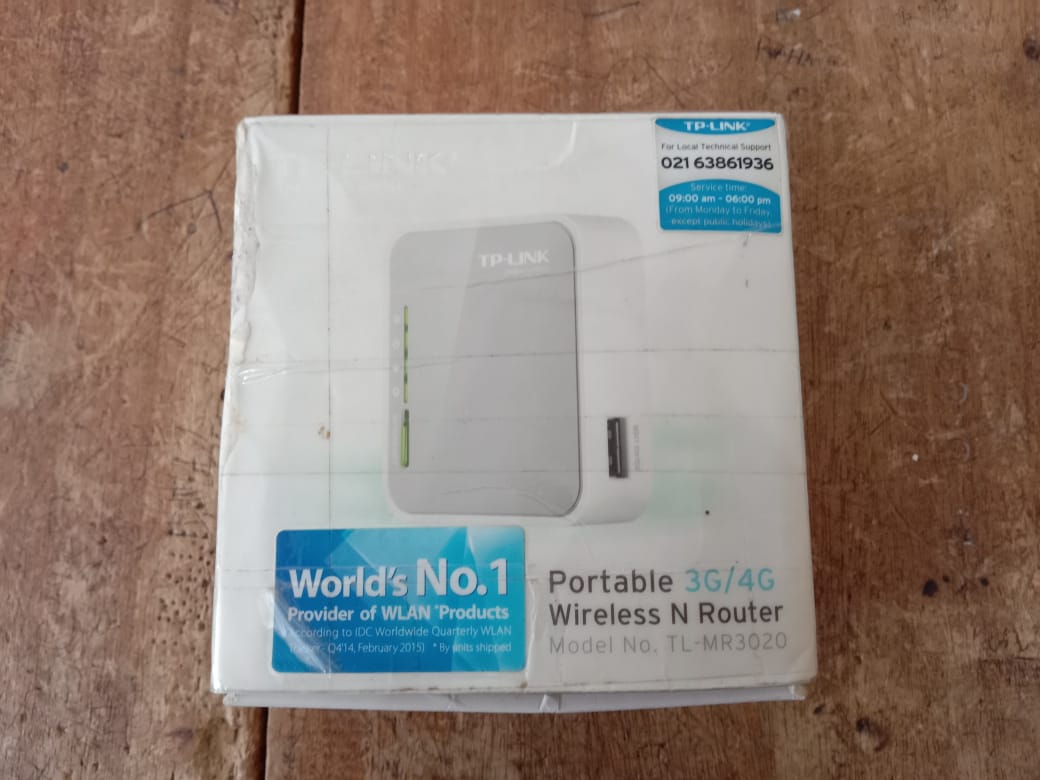 TP-LINK®
For Local Technical Support
021 63861936
Service time:
09:00 am - 06:00 pm
(From Monday to Friday,
except public holidays)
TP-LINK
World's No.1
Provider of WLAN *Products
According to IDC Worldwide Quarterly WLAN
Q4'14, February 2015) * By units shipped
Portable 3G/4G
Wireless N Router
Model No. TL-MR3020